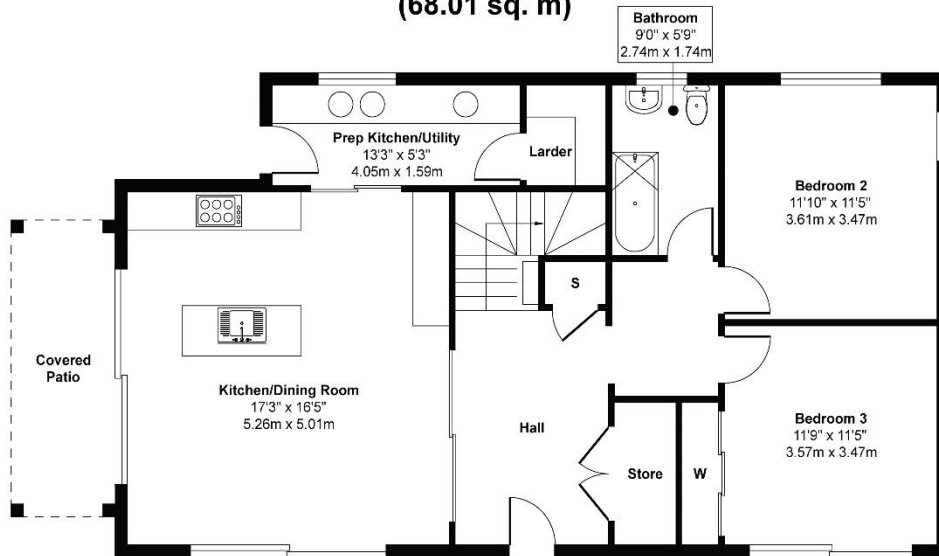 (68.01 sq. m)
Bathroom
9'0" x 5'9"
2.74m x 1.74m
Prep Kitchen/Utility
13'3" x 5'3"
4.05m x 1.59m
Larder
Bedroom 2
11'10" x 11'5"
3.61m x 3.47m
S
Covered
Patio
Kitchen/Dining Room
17'3" x 16'5"
5.26m x 5.01m
Hall
Store
W
Bedroom 3
11'9" x 11'5"
3.57m x 3.47m